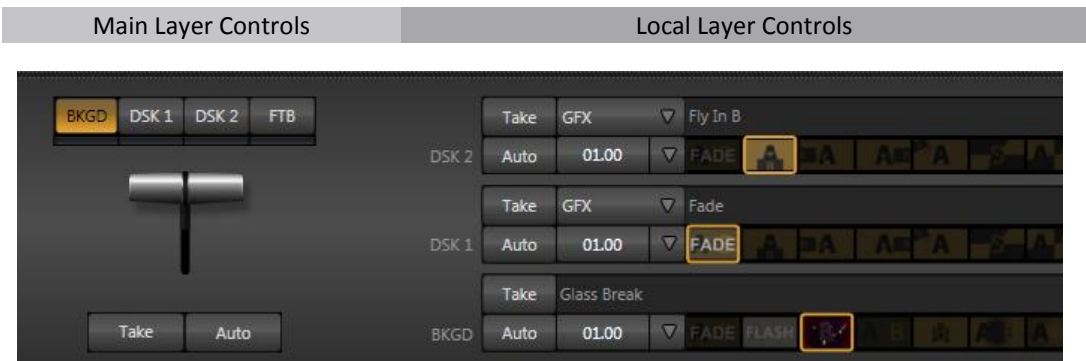 Main Layer Controls Local Layer Controls
BKGD DSK 1 DSK 2 FTB
Take GFX Fly In B
DSK 2 Auto 01.00 FADE
Take GFX Fade
DSK 1 Auto 01.00 FADE
Take Glass Break
Take Auto BKGD Auto 01.00 FADE FLASH